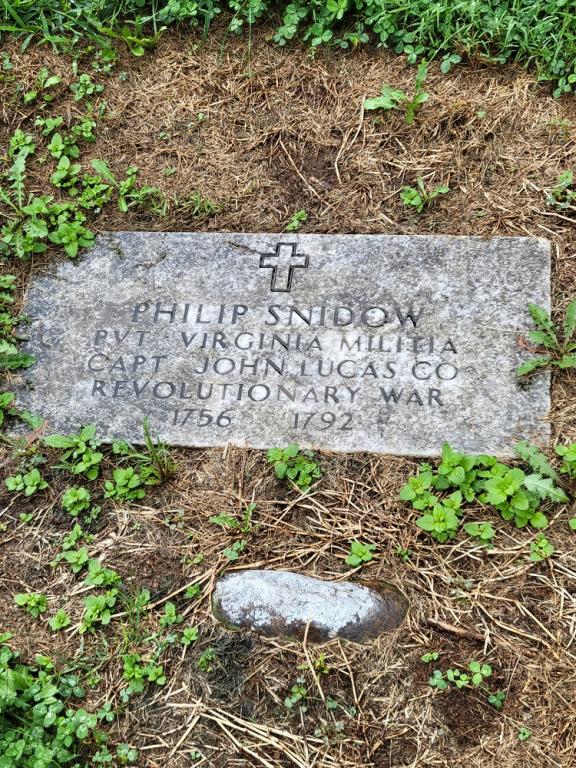 PHILIP SNIDOW
PVT VIRGINIA MILITIA
CAPT JOHN LUCAS CO
REVOLUTIONARY WAR
1756 1792